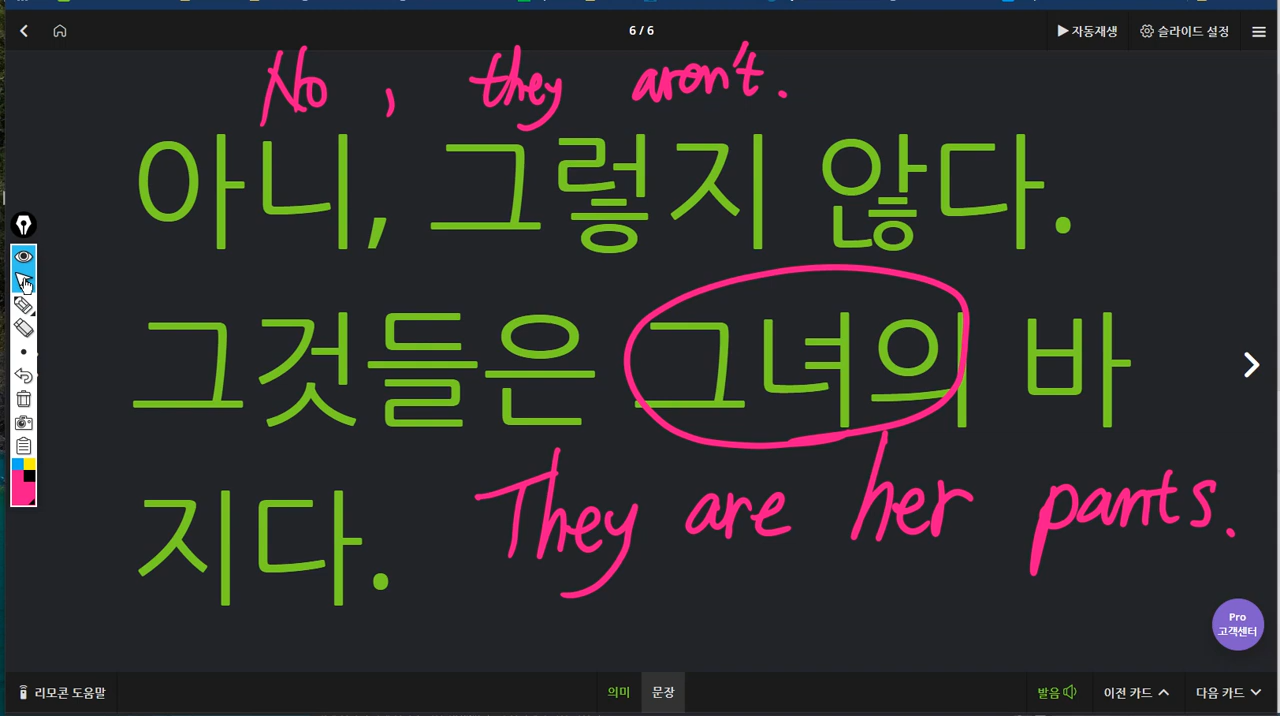 6 / 6
▶ 자동재생
슬라이드 설정
No , they aron't.
아니, 그렇지 않다.
그것들은 그녀의 바
지다.
They are her pants.
Pro
고객센터
리모콘 도움말
의미
문장
발음
이전 카드
다음 카드